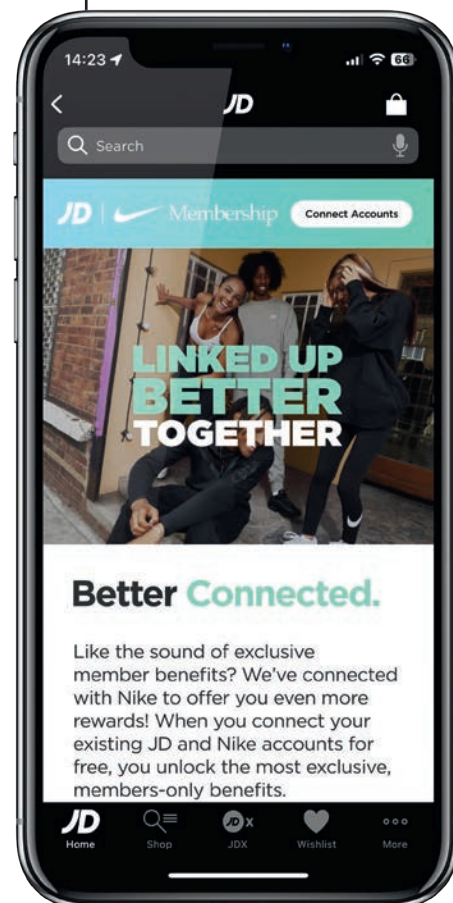 14:23
66
JD
Search
JD | Membership
Connect Accounts
LINKED UP
BETTER
TOGETHER
Better Connected.
Like the sound of exclusive
member benefits? We've connected
with Nike to offer you even more
rewards! When you connect your
existing JD and Nike accounts for
free, you unlock the most exclusive,
members-only benefits.
JD JD X
Home Shop JDX Wishlist More